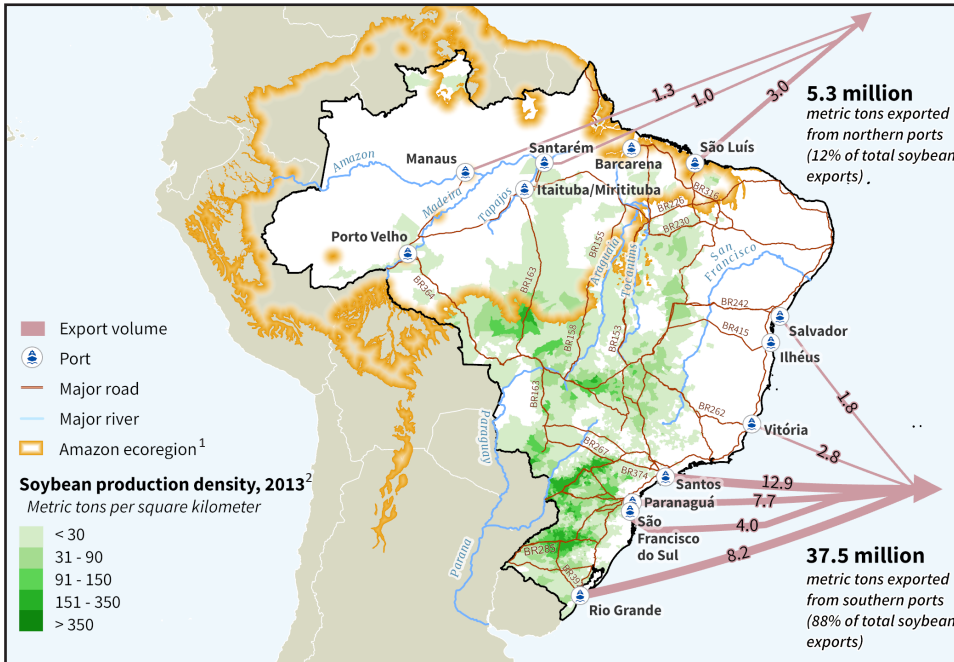 1.3
1.0
3.0
5.3 million
metric tons exported
from northern ports
(12% of total soybean
exports) .
Manaus
Santarém
Barcarena
São Luís
Amazon
Madeira
Tapajos
Itaituba/Miritituba
BR316
BR226
BR230
Porto Velho
BR364
BR163
BR155
Araguaia
Tocantins
San
Francisco
BR158
BR153
BR242
BR415
Salvador
Ilhéus
Export volume
Port
Major road
Major river
Amazon ecoregion1
BR163
Paraguay
BR262
Vitória
1.8
2.8
Soybean production density, 20132
Metric tons per square kilometer
< 30
31 - 90
91 - 150
151 - 350
> 350
BR267
BR374
Santos
12.9
Paranaguá
7.7
São
Francisco
do Sul
4.0
8.2
Parana
BR285
Rio Grande
37.5 million
metric tons exported
from southern ports
(88% of total soybean
exports)